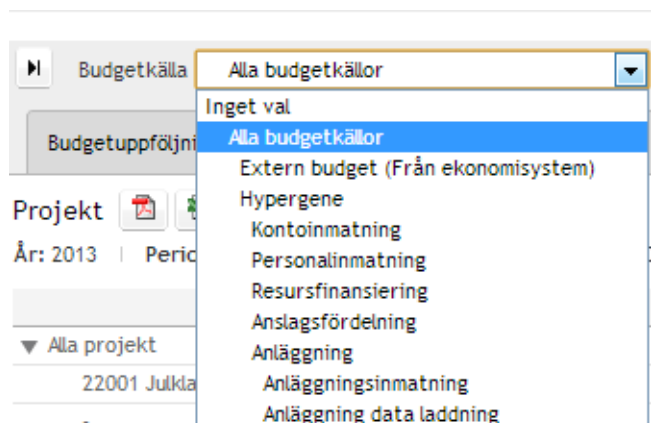 Budgetkälla Alla budgetkällor
Inget val
Alla budgetkällor
Budgetuppföljni
Extern budget (Från ekonomisystem)
Hypergene
Projekt
Kontoinmatning
År: 2013 | Peric
Personalinmatning
Resursfinansiering
Anslagsfördelning
Alla projekt
Anläggning
22001 Julkla
Anläggningsinmatning
Anläggning data laddning